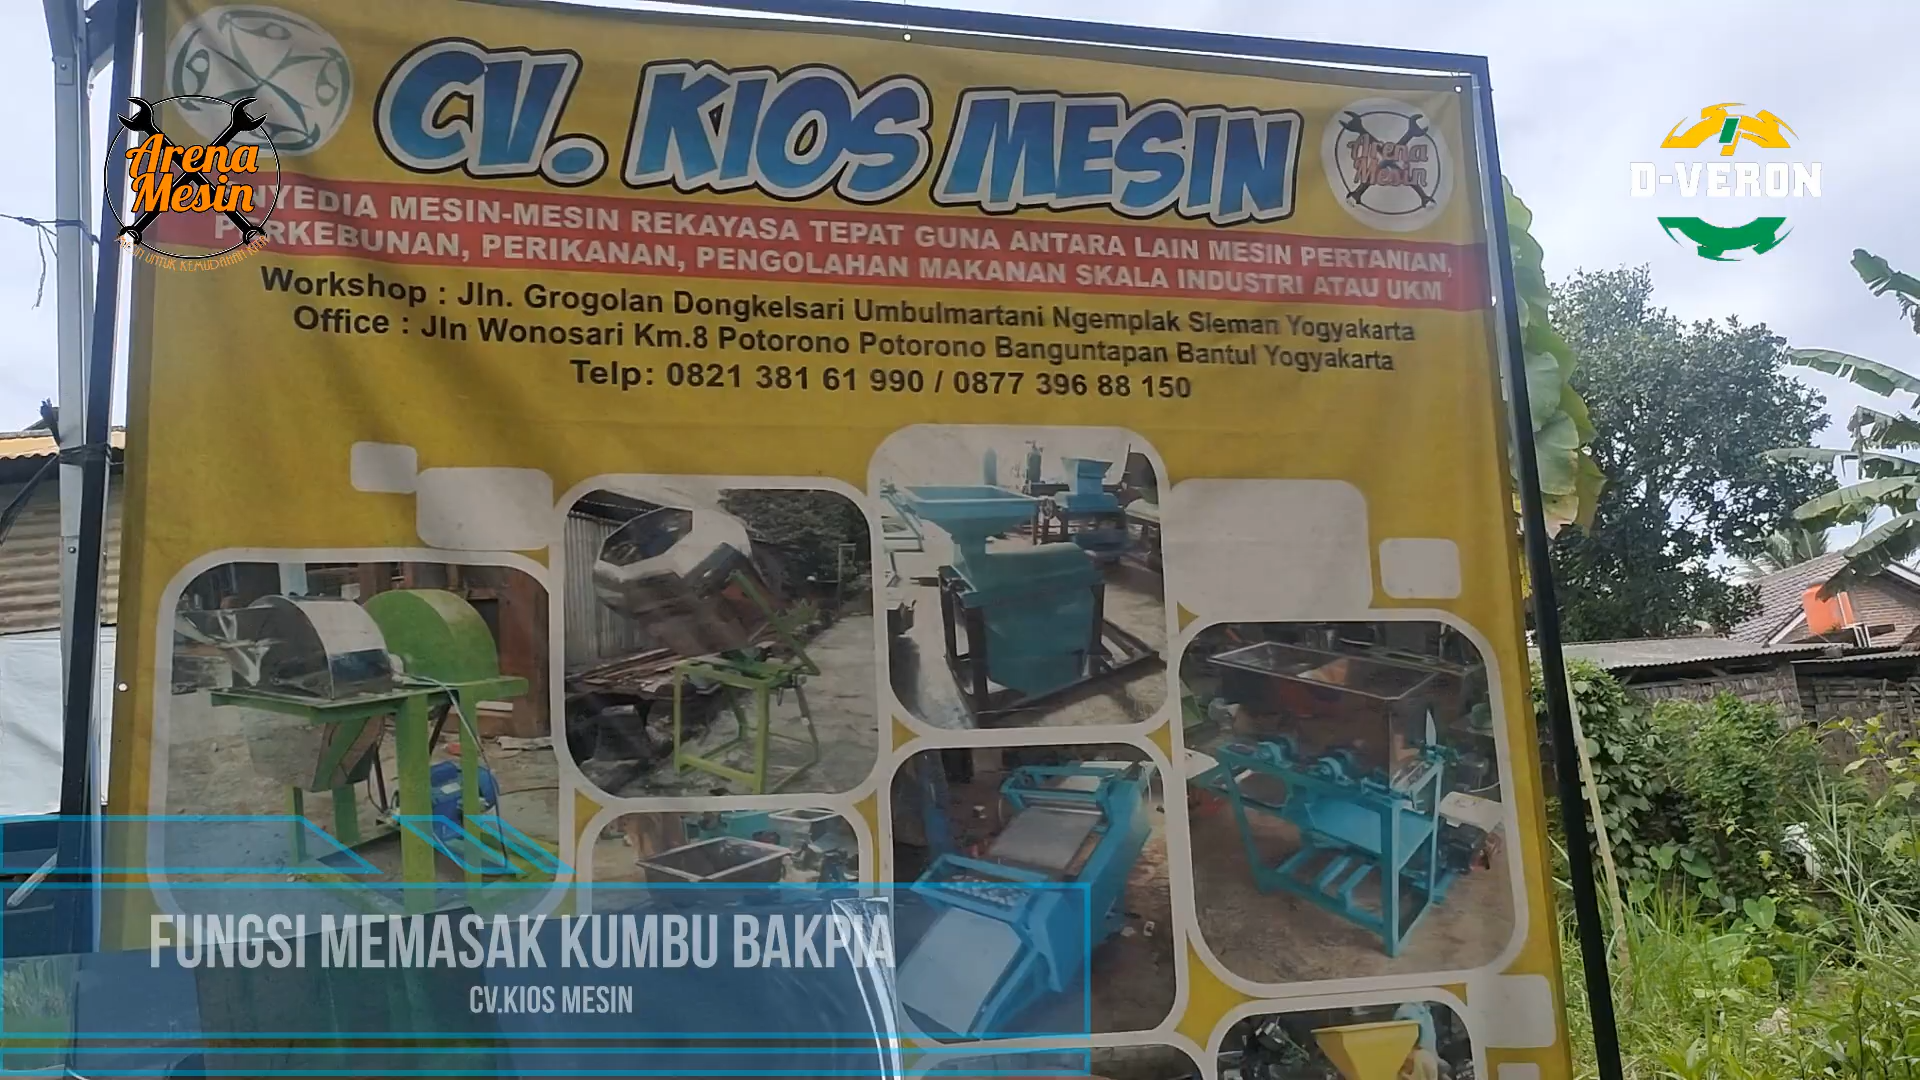 CV. KIOS MESIN
Arena
Mesin
Arena
Mesin
D-VERON
NYEDIA MESIN-MESIN REKAYASA TEPAT GUNA ANTARA LAIN MESIN PERTANIAN,
PERKEBUNAN, PERIKANAN, PENGOLAHAN MAKANAN SKALA INDUSTRI ATAU UKM
Workshop : Jln. Grogolan Dongkelsari Umbulmartani Ngemplak Sleman Yogyakarta
Office : Jln Wonosari Km.8 Potorono Potorono Banguntapan Bantul Yogyakarta
Telp: 0821 381 61 990 / 0877 396 88 150
FUNGSI MEMASAK KUMBU BAKPIA
CV.KIOS MESIN